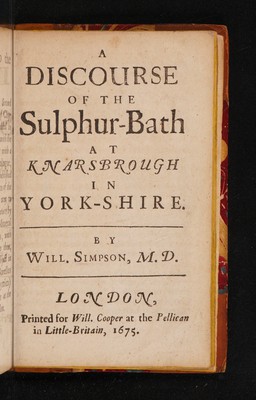 A
DISCOURSE
OF THE
Sulphur-Bath
AT
KNARSBROUGH
IN
YORK-SHIRE.
BY
WILL. SIMPSON, M. D.
LONDON,
Printed for Will. Cooper at the Pellican
in Little-Britain, 1675.